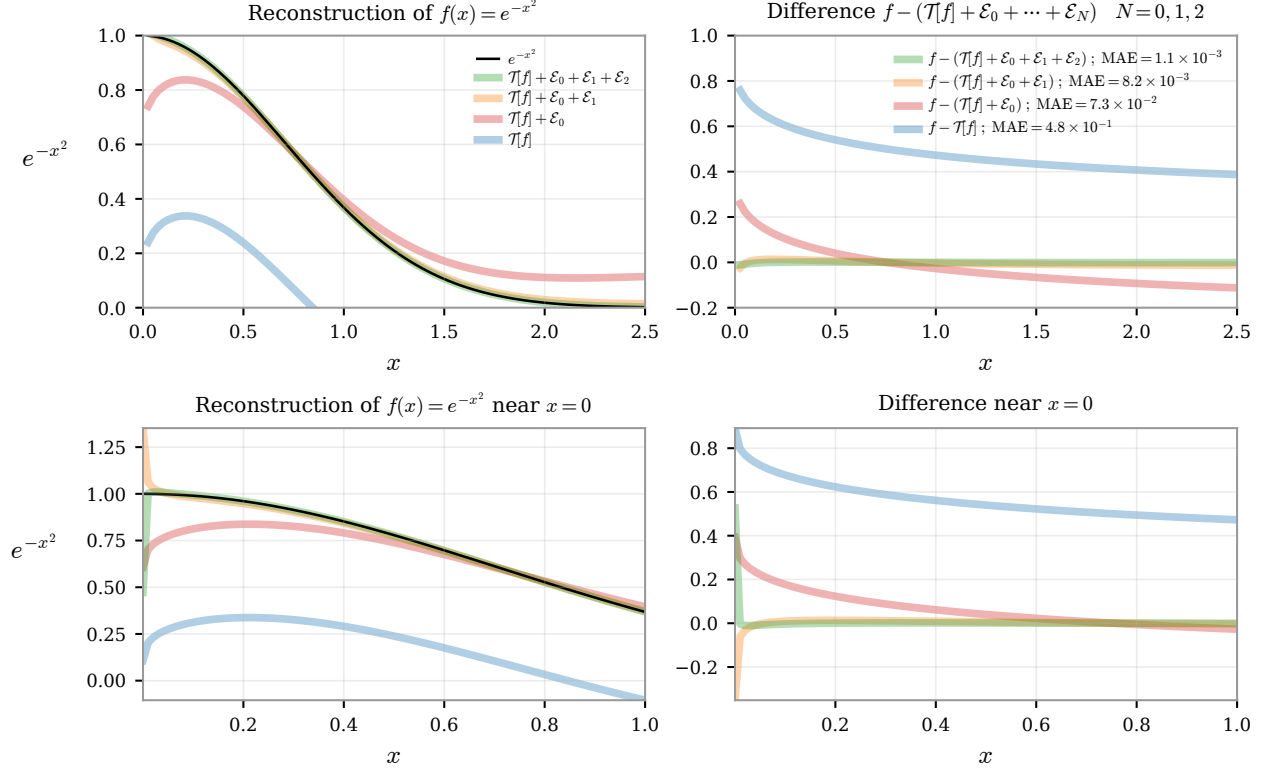 Reconstruction of f(x) = e^{-x^2}
1.0
0.8
0.6
0.4
0.2
0.0
e^{-x^2}
e^{-x^2}
𝒯[f] + ℰ_0 + ℰ_1 + ℰ_2
𝒯[f] + ℰ_0 + ℰ_1
𝒯[f] + ℰ_0
𝒯[f]
0.0 0.5 1.0 1.5 2.0 2.5
x
Difference f − (𝒯[f] + ℰ_0 + ⋯ + ℰ_N) N = 0, 1, 2
1.0
0.8
0.6
0.4
0.2
0.0
−0.2
f − (𝒯[f] + ℰ_0 + ℰ_1 + ℰ_2) ; MAE = 1.1 × 10^{−3}
f − (𝒯[f] + ℰ_0 + ℰ_1) ; MAE = 8.2 × 10^{−3}
f − (𝒯[f] + ℰ_0) ; MAE = 7.3 × 10^{−2}
f − 𝒯[f] ; MAE = 4.8 × 10^{−1}
0.0 0.5 1.0 1.5 2.0 2.5
x
Reconstruction of f(x) = e^{-x^2} near x = 0
1.25
1.00
0.75
0.50
0.25
0.00
e^{-x^2}
0.2 0.4 0.6 0.8 1.0
x
Difference near x = 0
0.8
0.6
0.4
0.2
0.0
−0.2
0.2 0.4 0.6 0.8 1.0
x